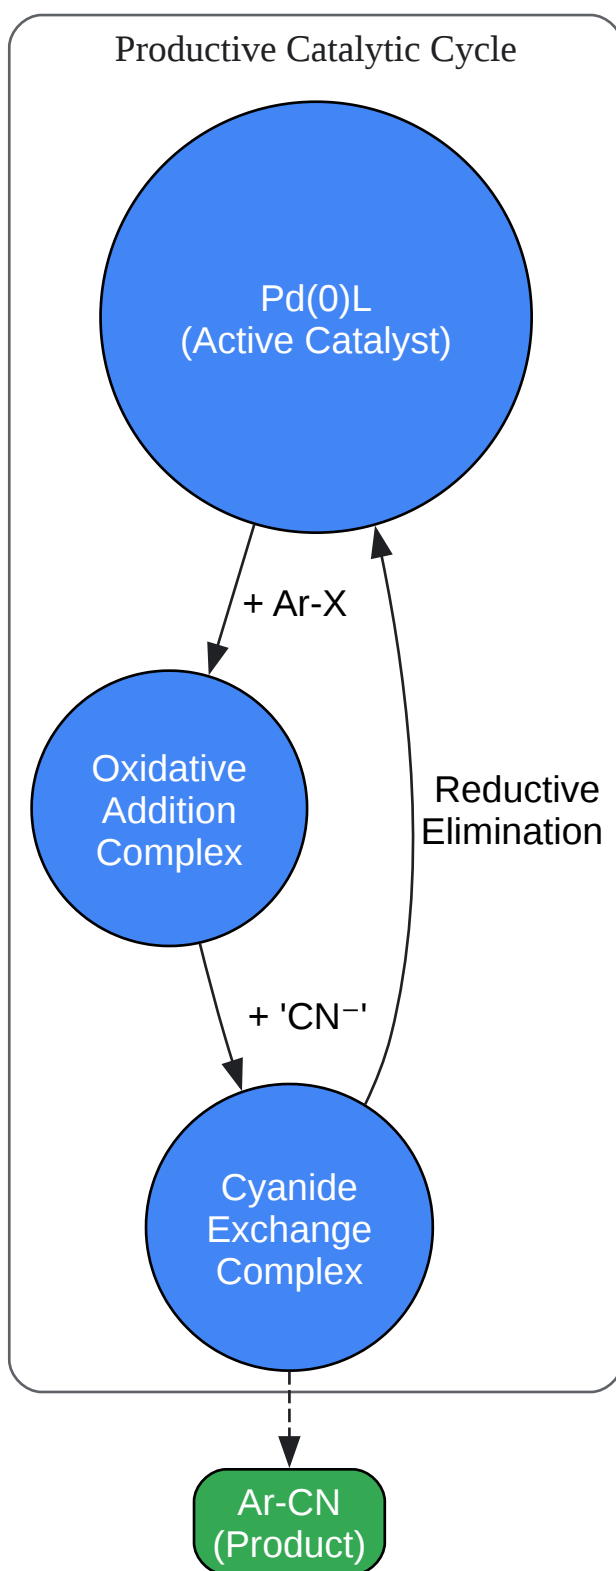 Productive Catalytic Cycle
Pd(0)L
(Active Catalyst)
+ Ar-X
Oxidative
Addition
Complex
Reductive
Elimination
+ 'CN⁻'
Cyanide
Exchange
Complex
Ar-CN
(Product)